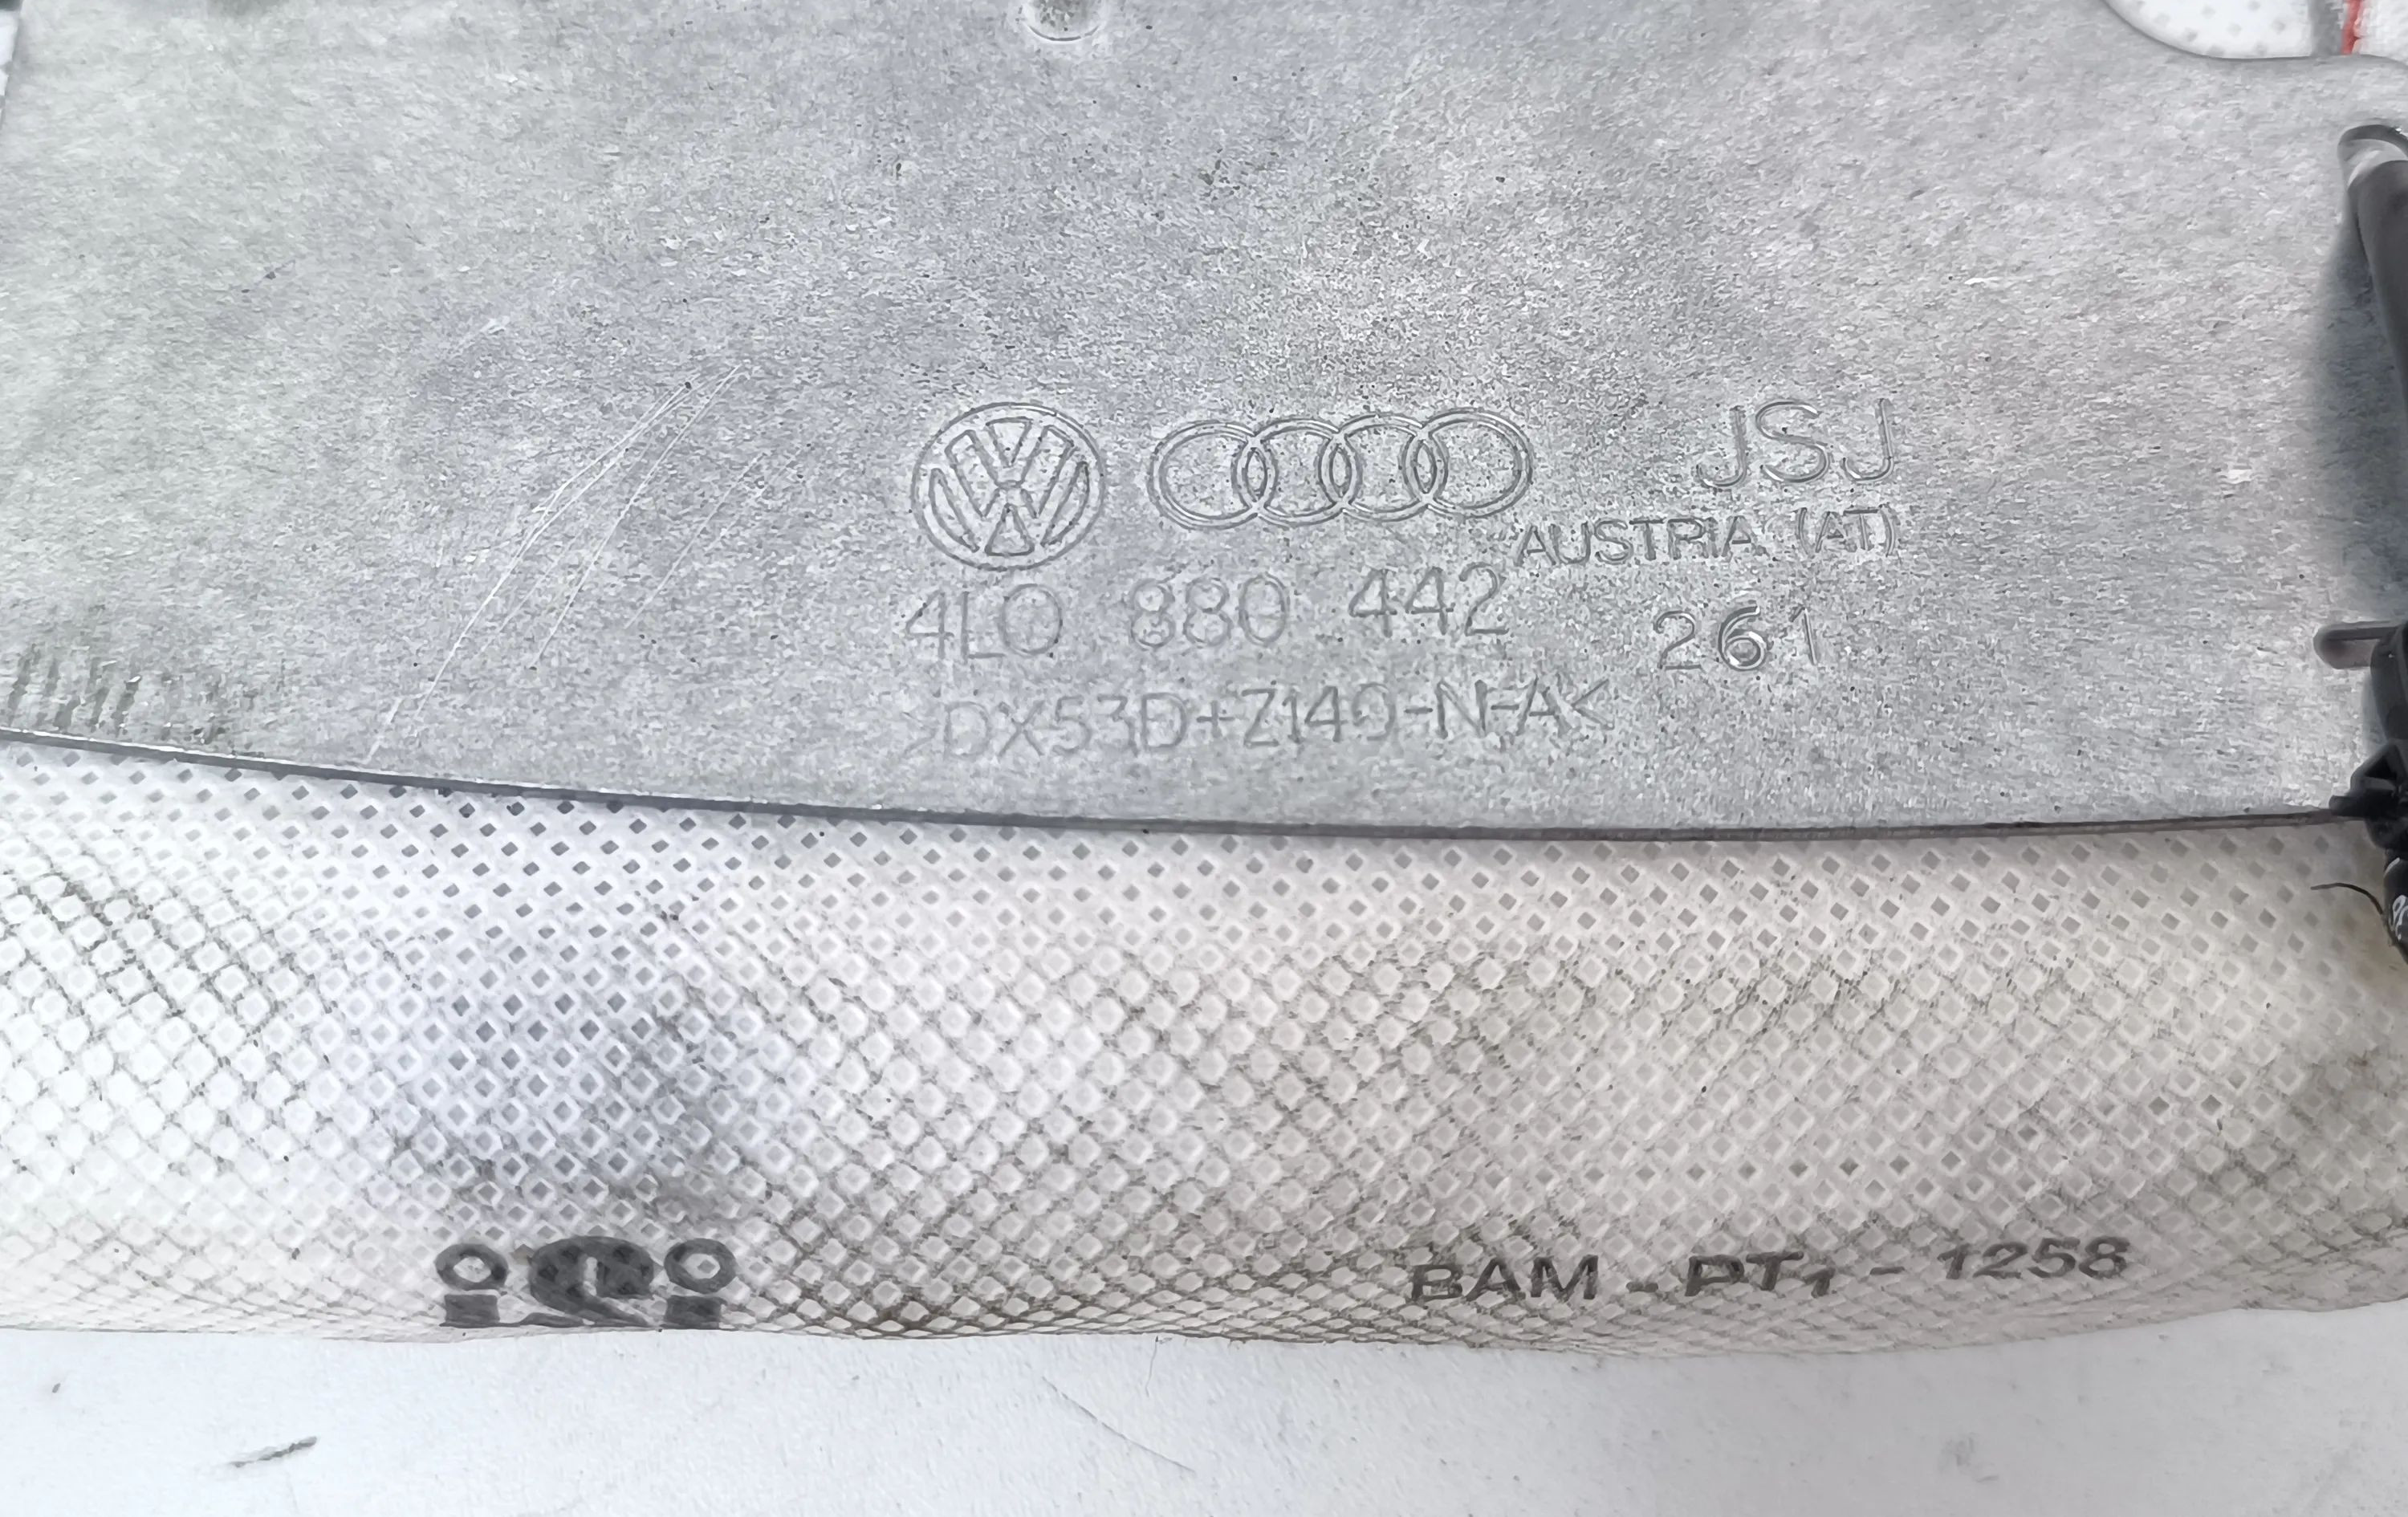 JSJ
AUSTRIA (AT)
4L0 880 442
261
>DX53D+Z140-N-A<
BAM - PT1 - 1258